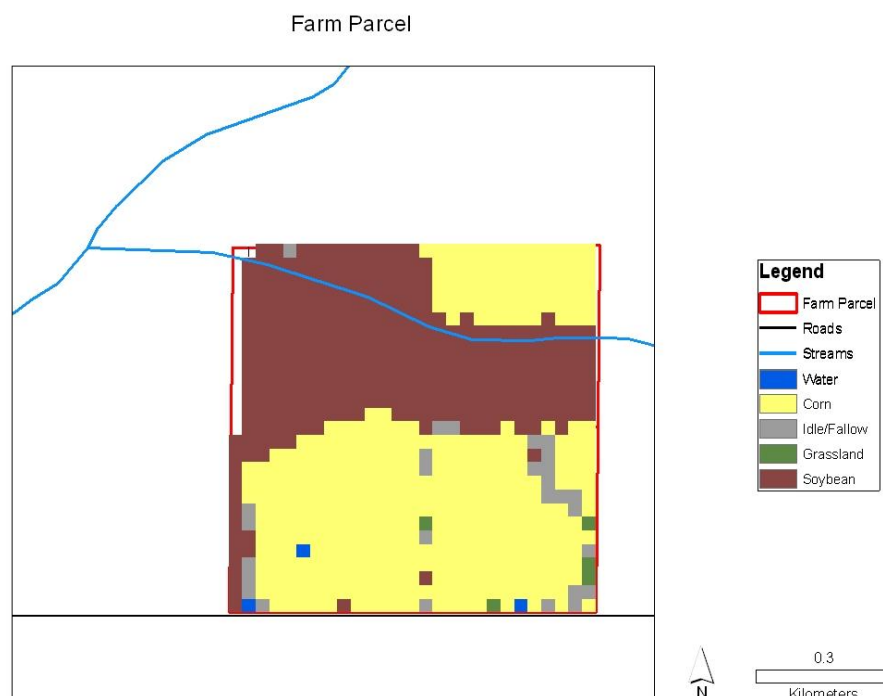 Farm Parcel
Legend
Farm Parcel
Roads
Streams
Water
Corn
Idle/Fallow
Grassland
Soybean
N
0.3
Kilometers